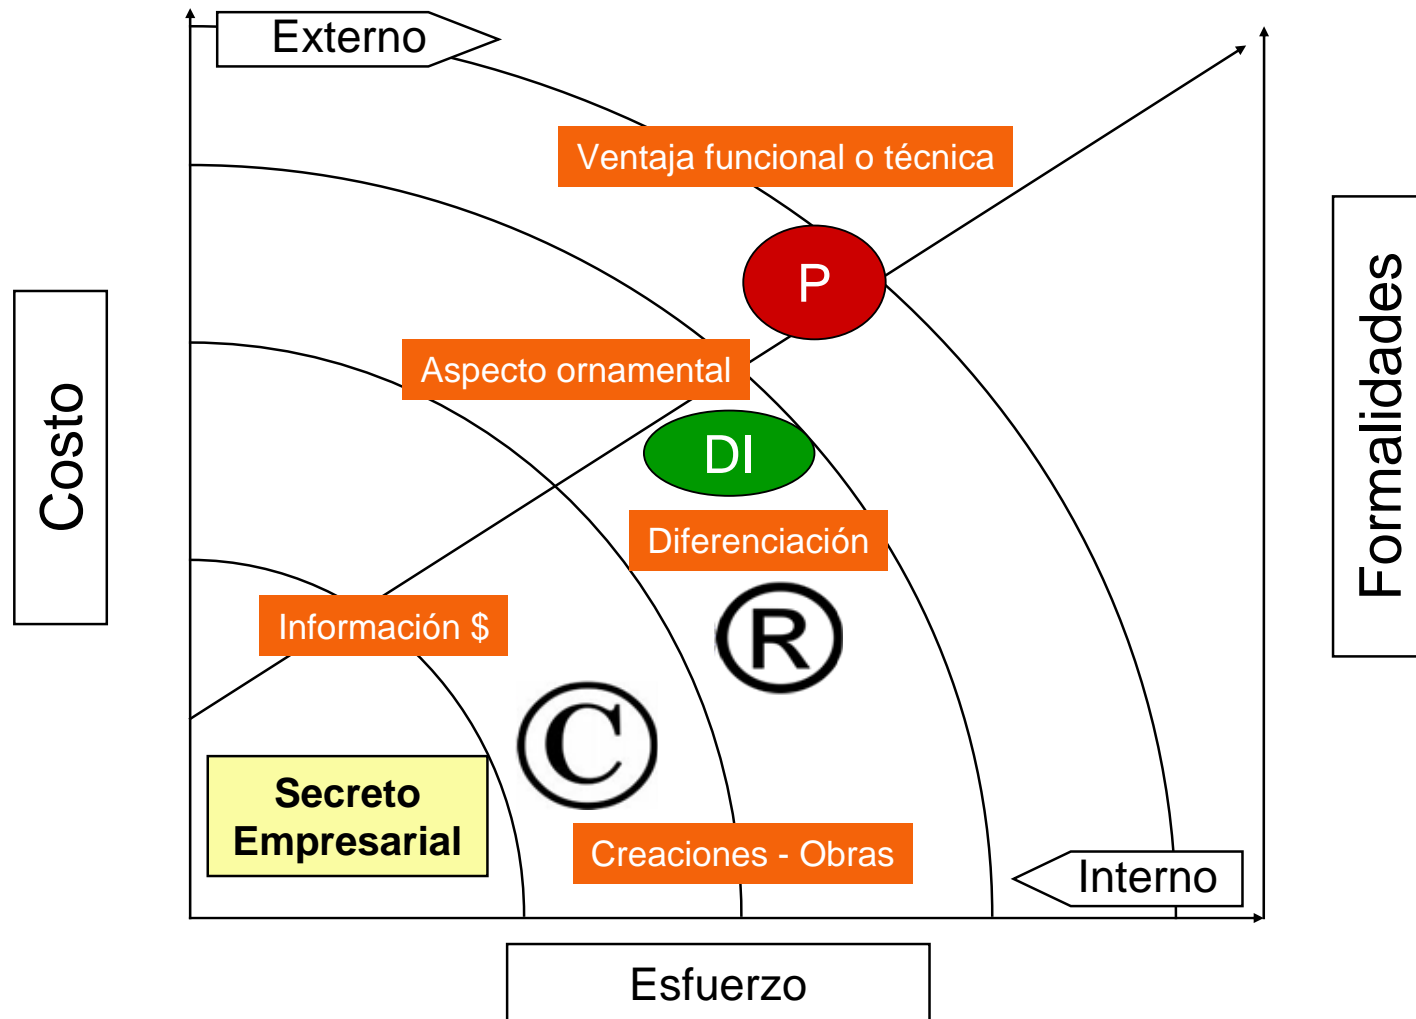 Externo
Ventaja funcional o técnica
P
Aspecto ornamental
DI
Costo
Formalidades
Diferenciación
®
Información $
©
Secreto
Empresarial
Creaciones - Obras
Interno
Esfuerzo